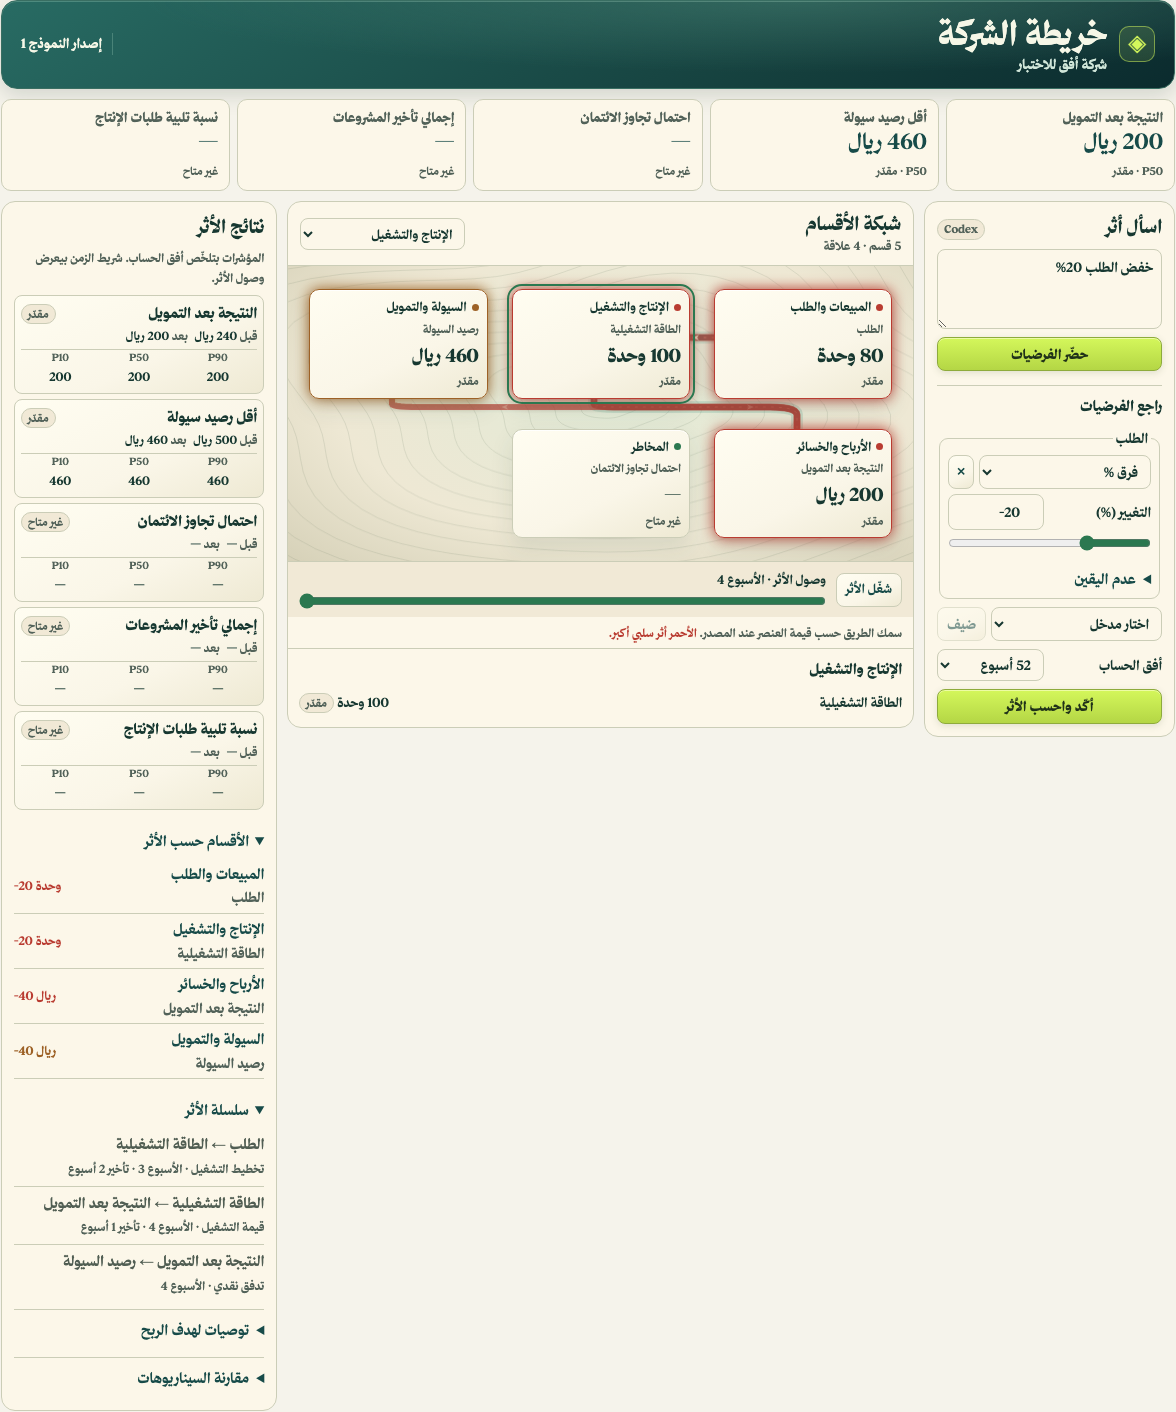 خريطة الشركة
شركة أفق للاختبار
إصدار النموذج 1
النتيجة بعد التمويل
200 ريال
P50 · مقدّر
أقل رصيد سيولة
460 ريال
P50 · مقدّر
احتمال تجاوز الائتمان
—
غير متاح
إجمالي تأخير المشروعات
—
غير متاح
نسبة تلبية طلبات الإنتاج
—
غير متاح
اسأل أثر
Codex
خفض الطلب 20%
حضّر الفرضيات
راجع الفرضيات
الطلب
فرق %
×
التغيير (%)
-20
عدم اليقين
اختار مدخل
ضيف
أفق الحساب
52 أسبوع
أكّد واحسب الأثر
شبكة الأقسام
5 قسم · 4 علاقة
الإنتاج والتشغيل
المبيعات والطلب
الطلب
80 وحدة
مقدّر
الإنتاج والتشغيل
الطاقة التشغيلية
100 وحدة
مقدّر
السيولة والتمويل
رصيد السيولة
460 ريال
مقدّر
الأرباح والخسائر
النتيجة بعد التمويل
200 ريال
مقدّر
المخاطر
احتمال تجاوز الائتمان
—
غير متاح
شغّل الأثر
وصول الأثر · الأسبوع 4
سمك الطريق حسب قيمة العنصر عند المصدر. الأحمر أثر سلبي أكبر.
الإنتاج والتشغيل
الطاقة التشغيلية
100 وحدة مقدّر
نتائج الأثر
المؤشرات بتلخّص أفق الحساب. شريط الزمن بيعرض
وصول الأثر.
النتيجة بعد التمويل
مقدّر
قبل 240 ريال بعد 200 ريال
P90 P50 P10
200 200 200
أقل رصيد سيولة
مقدّر
قبل 500 ريال بعد 460 ريال
P90 P50 P10
460 460 460
احتمال تجاوز الائتمان
غير متاح
قبل — بعد —
P90 P50 P10
— — —
إجمالي تأخير المشروعات
غير متاح
قبل — بعد —
P90 P50 P10
— — —
نسبة تلبية طلبات الإنتاج
غير متاح
قبل — بعد —
P90 P50 P10
— — —
الأقسام حسب الأثر
المبيعات والطلب
الطلب
-20 وحدة
الإنتاج والتشغيل
الطاقة التشغيلية
-20 وحدة
الأرباح والخسائر
النتيجة بعد التمويل
-40 ريال
السيولة والتمويل
رصيد السيولة
-40 ريال
سلسلة الأثر
الطلب ← الطاقة التشغيلية
تخطيط التشغيل · الأسبوع 3 · تأخير 2 أسبوع
الطاقة التشغيلية ← النتيجة بعد التمويل
قيمة التشغيل · الأسبوع 4 · تأخير 1 أسبوع
النتيجة بعد التمويل ← رصيد السيولة
تدفق نقدي · الأسبوع 4
توصيات لهدف الربح
مقارنة السيناريوهات